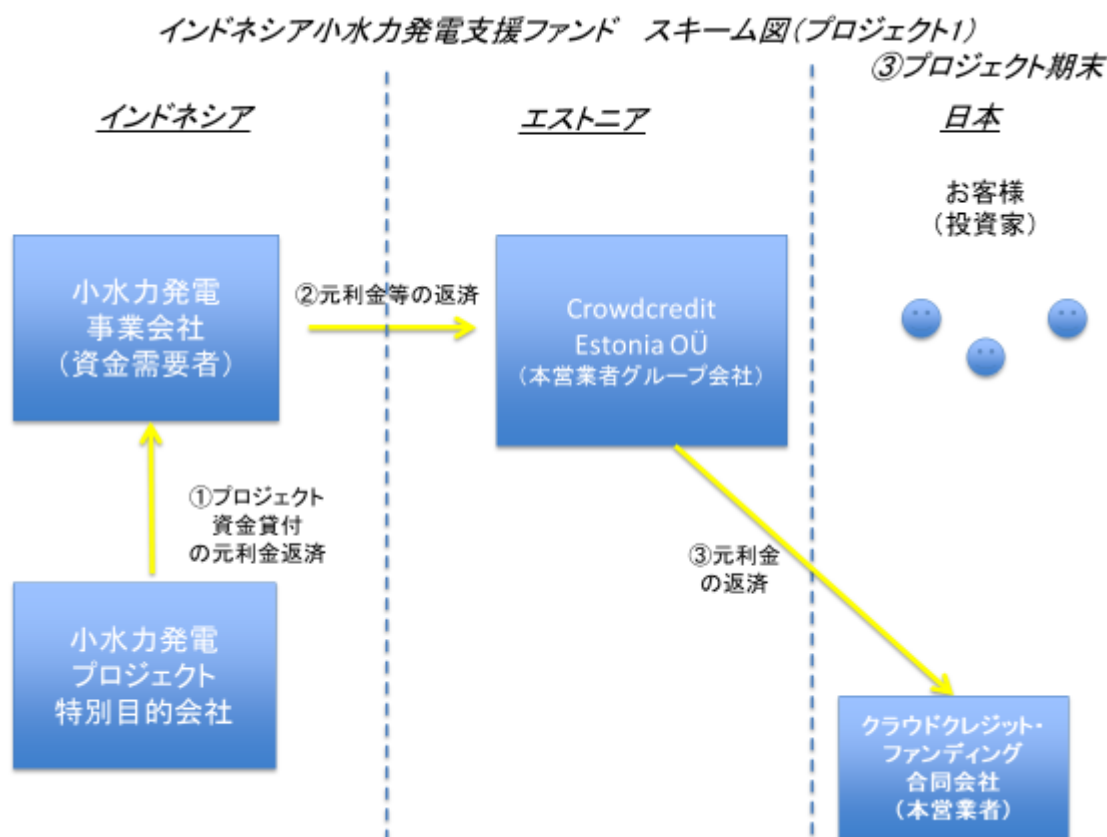 インドネシア小水力発電支援ファンド　スキーム図(プロジェクト1)
③プロジェクト期末
インドネシア
エストニア
日本
お客様
（投資家）
小水力発電
事業会社
（資金需要者）
②元利金等の返済
Crowdcredit
Estonia OÜ
（本営業者グループ会社）
①プロジェクト
資金貸付
の元利金返済
③元利金
の返済
小水力発電
プロジェクト
特別目的会社
クラウドクレジット・
ファンディング
合同会社
（本営業者）